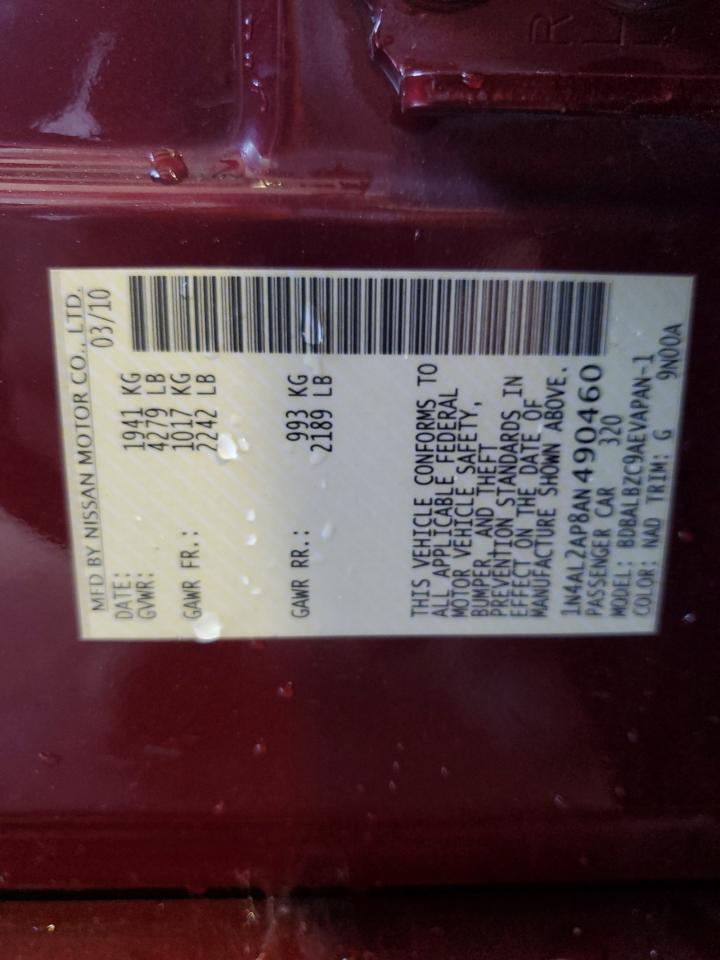 MFD BY NISSAN MOTOR CO., LTD.
DATE: 03/10
GVWR: 1941 KG
4279 LB
GAWR FR.: 1017 KG
2242 LB
GAWR RR.: 993 KG
2189 LB
THIS VEHICLE CONFORMS TO
ALL APPLICABLE FEDERAL
MOTOR VEHICLE SAFETY,
BUMPER, AND THEFT
PREVENTION STANDARDS IN
EFFECT ON THE DATE OF
MANUFACTURE SHOWN ABOVE.
1N4AL2AP8AN490460
PASSENGER CAR 320
MODEL: BDBALBZC9AEVAPAN-1
COLOR: NAD TRIM: G 9N00A